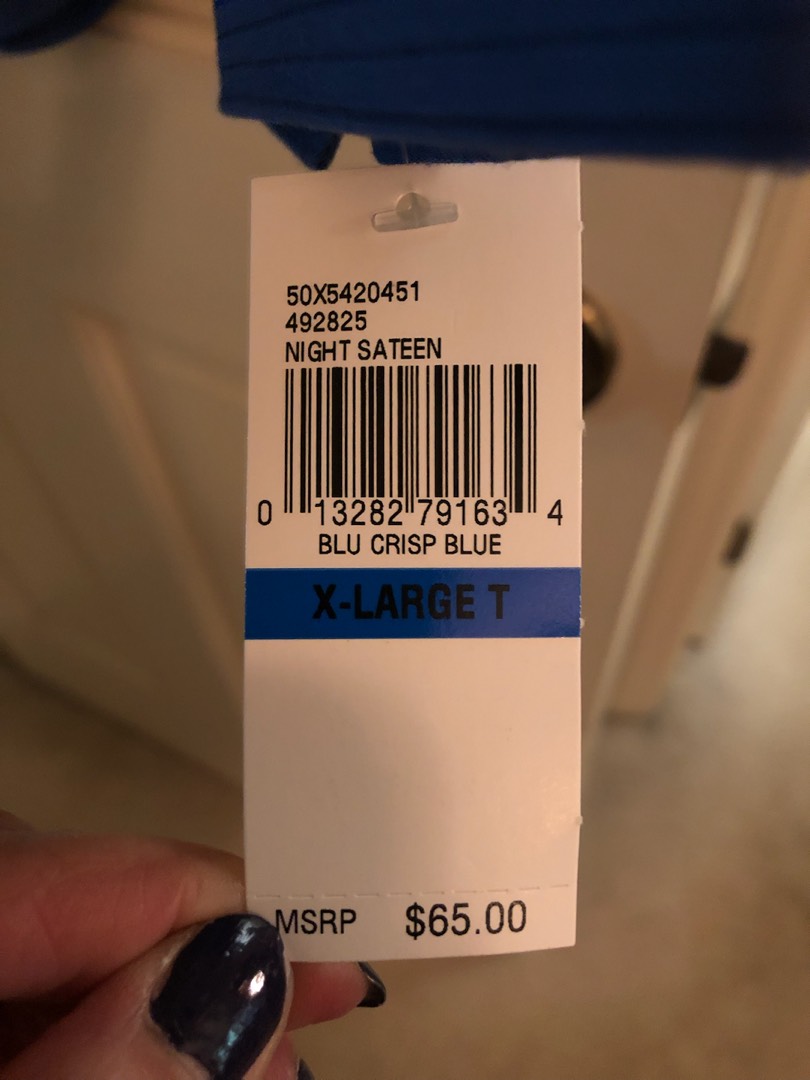 50X5420451
492825
NIGHT SATEEN
0 13282 79163 4
BLU CRISP BLUE
X-LARGE T
MSRP $65.00